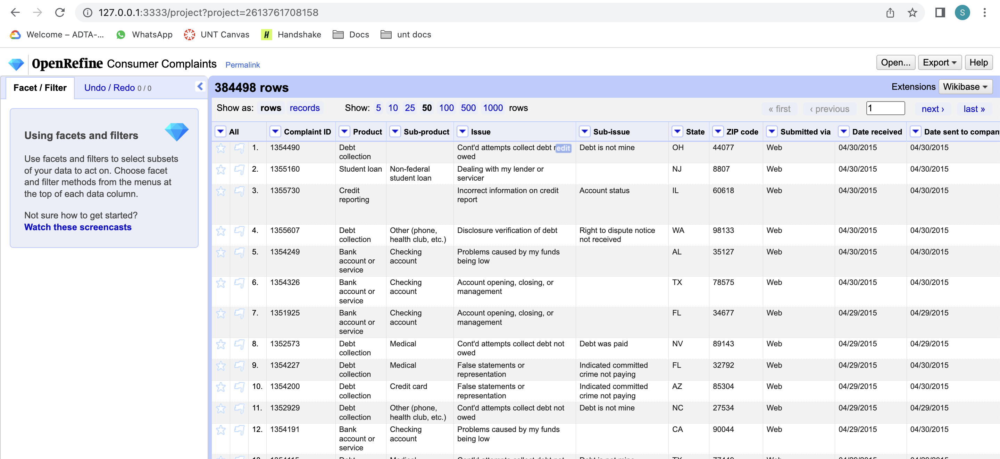 127.0.0.1:3333/project?project=2613761708158
S
Welcome – ADTA-... WhatsApp UNT Canvas H Handshake Docs unt docs
OpenRefine Consumer Complaints Permalink Open... Export Help
Facet / Filter Undo / Redo 0 / 0 384498 rows Extensions Wikibase
Show as: rows records Show: 5 10 25 50 100 500 1000 rows « first ‹ previous 1 next › last »
Using facets and filters
Use facets and filters to select subsets
of your data to act on. Choose facet
and filter methods from the menus at
the top of each data column.
Not sure how to get started?
Watch these screencasts
All Complaint ID Product Sub-product Issue Sub-issue State ZIP code Submitted via Date received Date sent to compan
1. 1354490 Debt Cont'd attempts collect debt edit Debt is not mine OH 44077 Web 04/30/2015 04/30/2015
collection owed
2. 1355160 Student loan Non-federal Dealing with my lender or NJ 8807 Web 04/30/2015 04/30/2015
student loan servicer
3. 1355730 Credit Incorrect information on credit Account status IL 60618 Web 04/30/2015 04/30/2015
reporting report
4. 1355607 Debt Other (phone, Disclosure verification of debt Right to dispute notice WA 98133 Web 04/30/2015 04/30/2015
collection health club, etc.) not received
5. 1354249 Bank Checking Problems caused by my funds AL 35127 Web 04/30/2015 04/30/2015
account or account being low
service
6. 1354326 Bank Checking Account opening, closing, or TX 78575 Web 04/30/2015 04/30/2015
account or account management
service
7. 1351925 Bank Checking Account opening, closing, or FL 34677 Web 04/29/2015 04/29/2015
account or account management
service
8. 1352573 Debt Medical Cont'd attempts collect debt not Debt was paid NV 89143 Web 04/29/2015 04/29/2015
collection owed
9. 1354227 Debt Medical False statements or Indicated committed FL 32792 Web 04/29/2015 04/30/2015
collection representation crime not paying
10. 1354200 Debt Credit card False statements or Indicated committed AZ 85304 Web 04/29/2015 04/30/2015
collection representation crime not paying
11. 1352929 Debt Other (phone, Cont'd attempts collect debt not Debt is not mine NC 27534 Web 04/29/2015 04/29/2015
collection health club, etc.) owed
12. 1354191 Bank Checking Problems caused by my funds CA 90044 Web 04/29/2015 04/30/2015
account or account being low
service